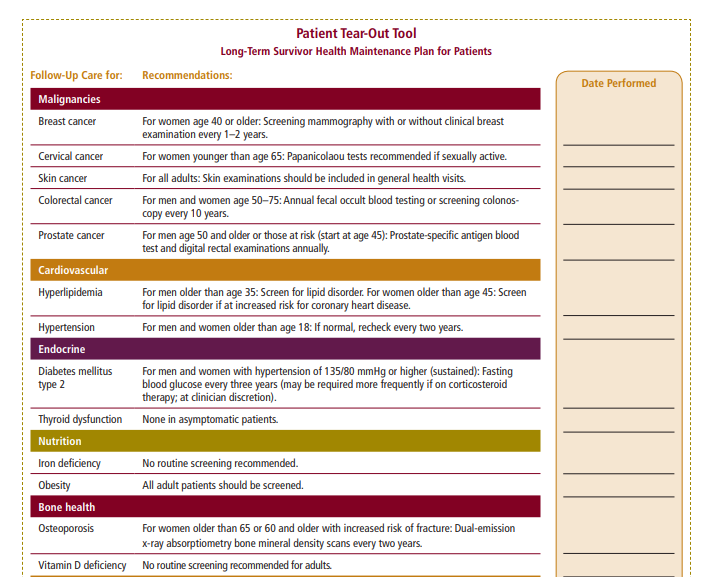 Patient Tear-Out Tool
Long-Term Survivor Health Maintenance Plan for Patients
Follow-Up Care for: Recommendations:
Date Performed
Malignancies
Breast cancer For women age 40 or older: Screening mammography with or without clinical breast
examination every 1–2 years.
Cervical cancer For women younger than age 65: Papanicolaou tests recommended if sexually active.
Skin cancer For all adults: Skin examinations should be included in general health visits.
Colorectal cancer For men and women age 50–75: Annual fecal occult blood testing or screening colonos-
copy every 10 years.
Prostate cancer For men age 50 and older or those at risk (start at age 45): Prostate-specific antigen blood
test and digital rectal examinations annually.
Cardiovascular
Hyperlipidemia For men older than age 35: Screen for lipid disorder. For women older than age 45: Screen
for lipid disorder if at increased risk for coronary heart disease.
Hypertension For men and women older than age 18: If normal, recheck every two years.
Endocrine
Diabetes mellitus For men and women with hypertension of 135/80 mmHg or higher (sustained): Fasting
type 2 blood glucose every three years (may be required more frequently if on corticosteroid
therapy; at clinician discretion).
Thyroid dysfunction None in asymptomatic patients.
Nutrition
Iron deficiency No routine screening recommended.
Obesity All adult patients should be screened.
Bone health
Osteoporosis For women older than 65 or 60 and older with increased risk of fracture: Dual-emission
x-ray absorptiometry bone mineral density scans every two years.
Vitamin D deficiency No routine screening recommended for adults.